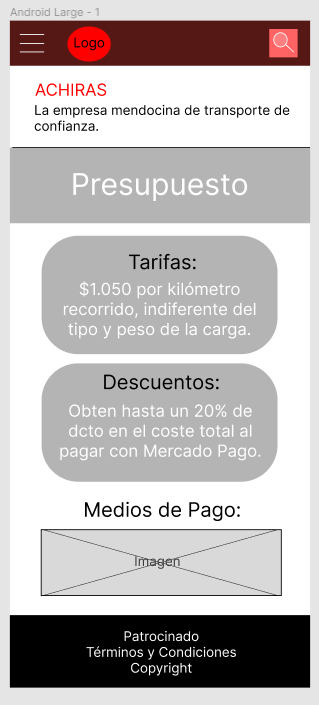 Android Large - 1
Logo
ACHIRAS
La empresa mendocina de transporte de
confianza.
Presupuesto
Tarifas:
$1.050 por kilómetro
recorrido, indiferente del
tipo y peso de la carga.
Descuentos:
Obten hasta un 20% de
dcto en el coste total al
pagar con Mercado Pago.
Medios de Pago:
Imagen
Patrocinado
Términos y Condiciones
Copyright